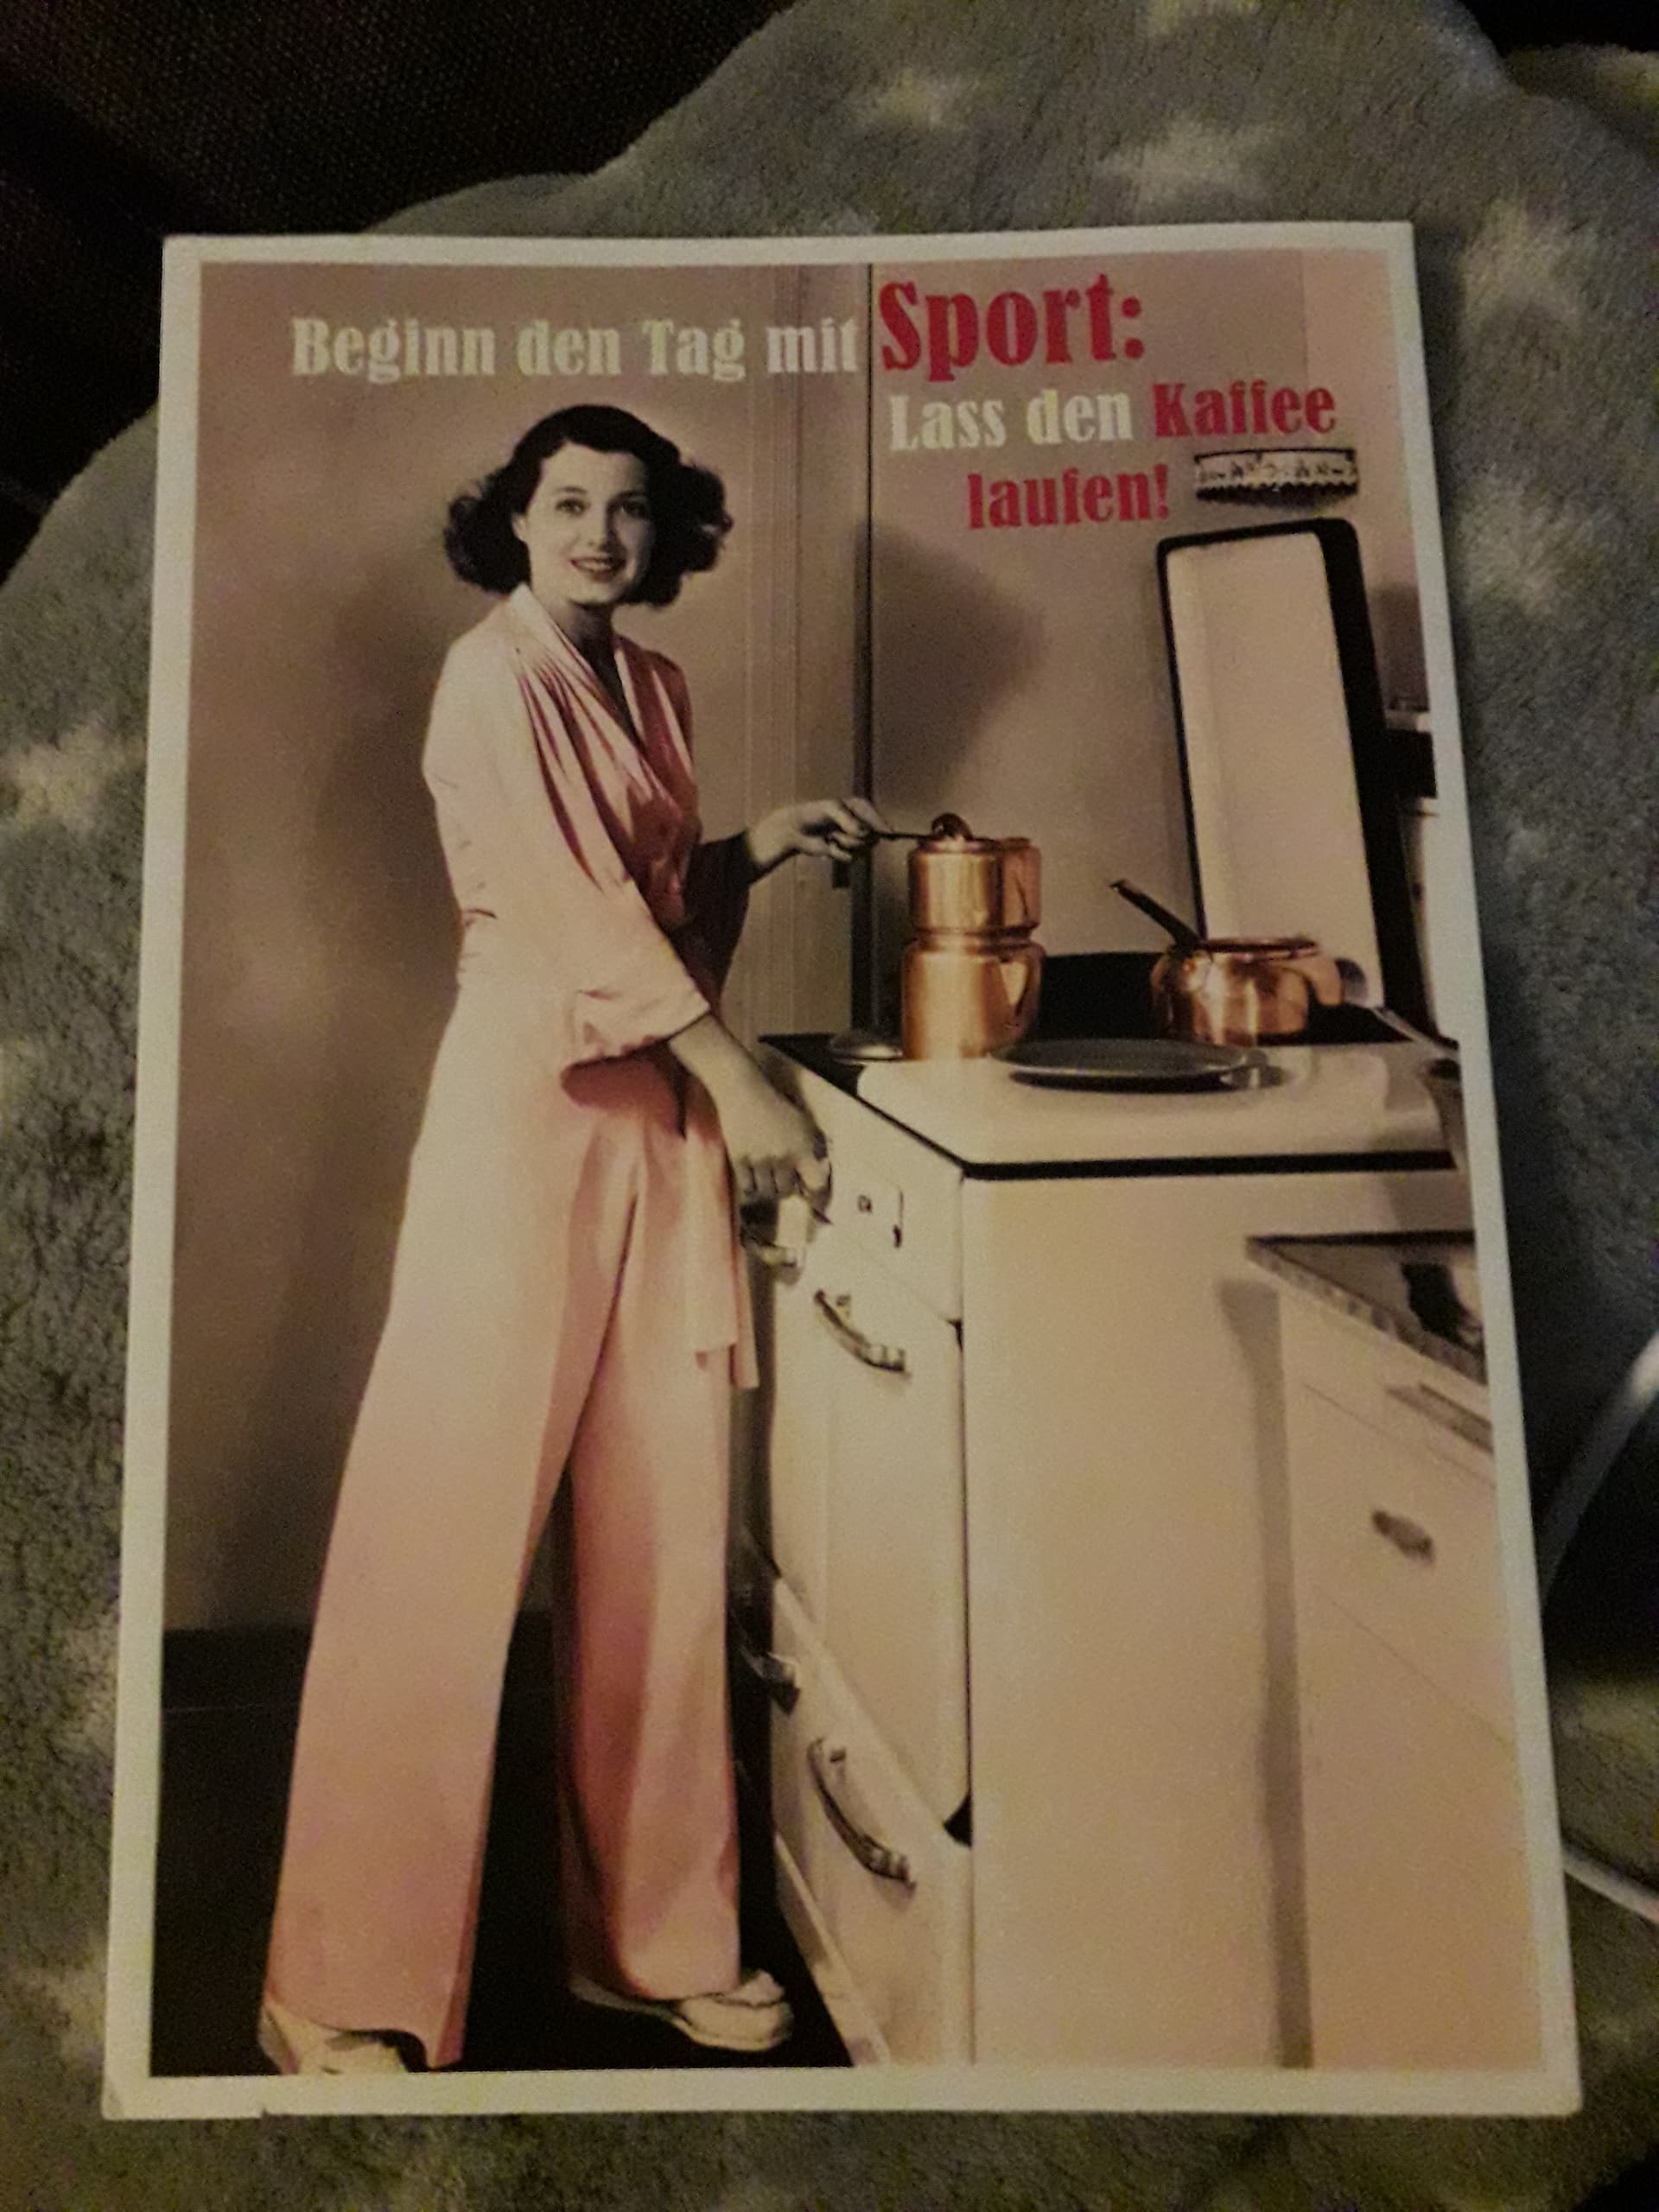 Beginn den Tag mit Sport:
Lass den Kaffee
laufen!